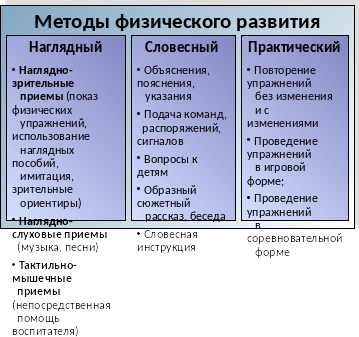 Методы физического развития
Наглядный
• Наглядно-
зрительные
приемы (показ
физических
упражнений,
использование
наглядных
пособий,
имитация,
зрительные
ориентиры)
• Наглядно-
слуховые приемы
(музыка, песни)
• Тактильно-
мышечные
приемы
(непосредственная
помощь
воспитателя)
Словесный
• Объяснения,
пояснения,
указания
• Подача команд,
распоряжений,
сигналов
• Вопросы к
детям
• Образный
сюжетный
рассказ, беседа
• Словесная
инструкция
Практический
• Повторение
упражнений
без изменения
и с
изменениями
• Проведение
упражнений
в игровой
форме;
• Проведение
упражнений
в
соревновательной
форме